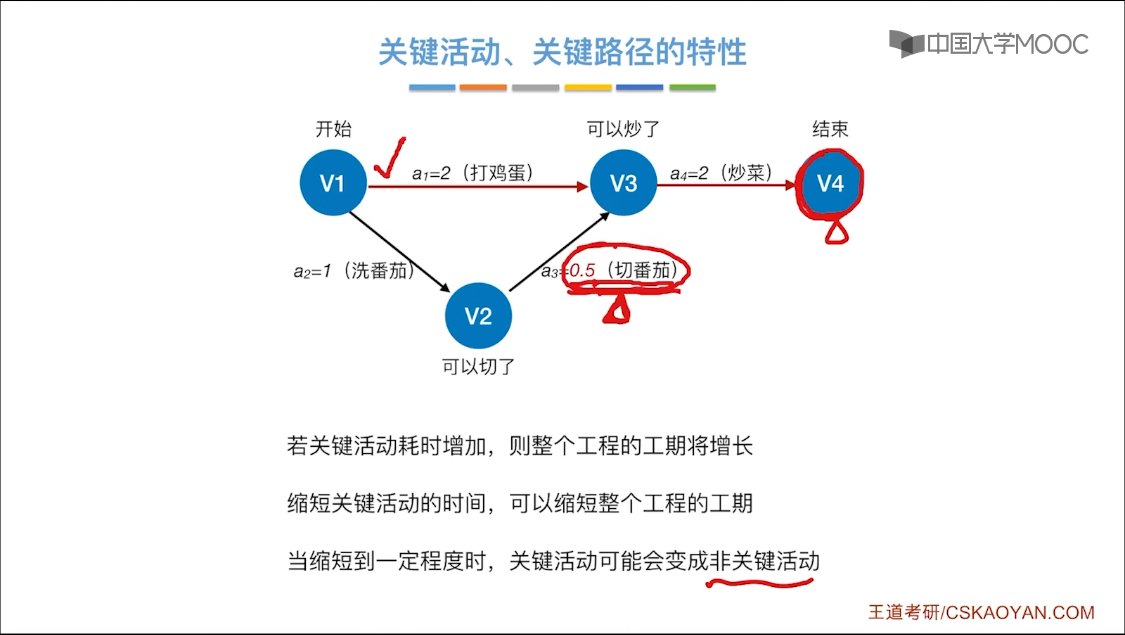 关键活动、关键路径的特性
中国大学MOOC
开始
可以炒了
结束
V1
a₁=2（打鸡蛋）
V3
a₄=2（炒菜）
V4
a₂=1（洗番茄）
a₃=0.5（切番茄）
V2
可以切了
若关键活动耗时增加，则整个工程的工期将增长
缩短关键活动的时间，可以缩短整个工程的工期
当缩短到一定程度时，关键活动可能会变成非关键活动
王道考研/CSKAOYAN.COM